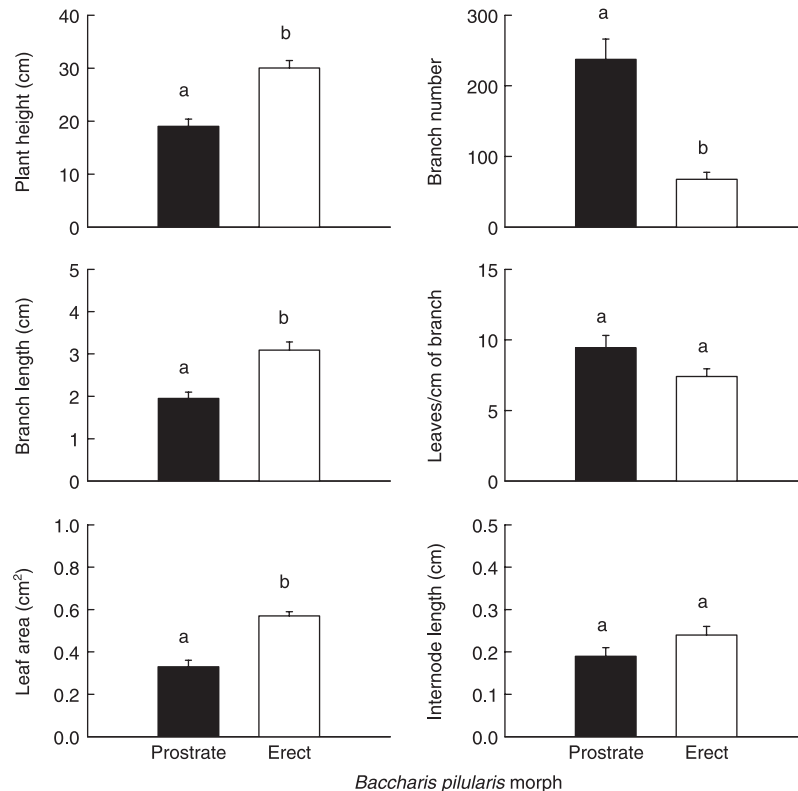 Plant height (cm)
40
30
20
10
0
a
b
Branch number
300
200
100
0
a
b
Branch length (cm)
5
4
3
2
1
0
a
b
Leaves/cm of branch
15
10
5
0
a
a
Leaf area (cm²)
1.0
0.8
0.6
0.4
0.2
0.0
a
b
Prostrate Erect
Internode length (cm)
0.5
0.4
0.3
0.2
0.1
0.0
a
a
Prostrate Erect
Baccharis pilularis morph